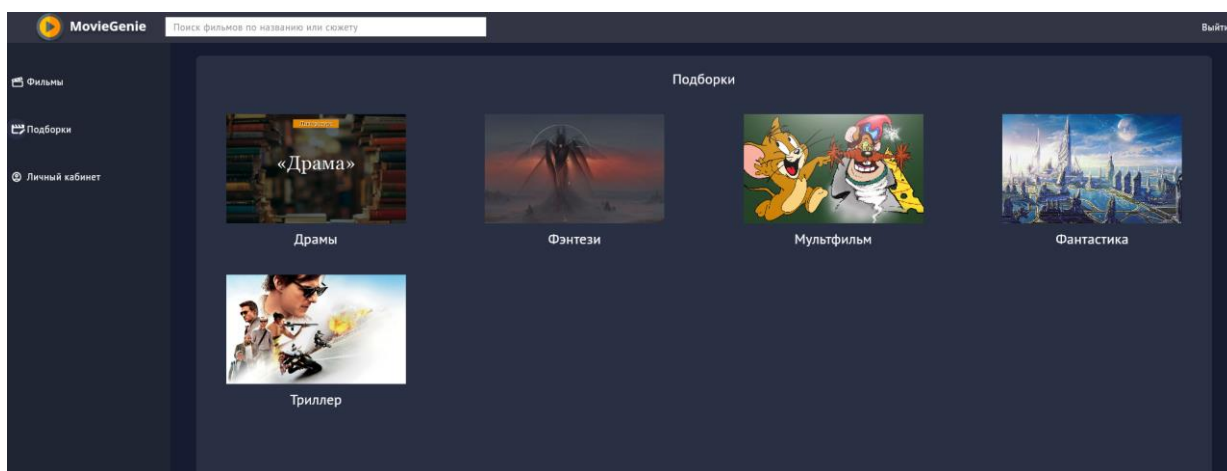 MovieGenie
Поиск фильмов по названию или сюжету
Выйти
Фильмы
Подборки
Личный кабинет
Подборки
«Драма»
Драмы
Фэнтези
Мультфильм
Фантастика
Триллер